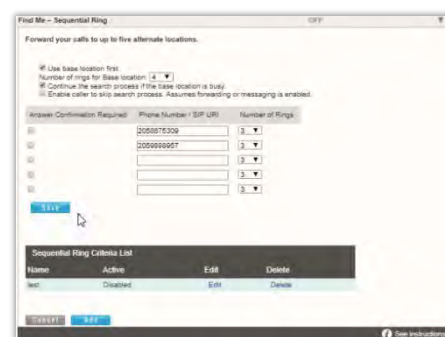 Find Me – Sequential Ring OFF
Forward your calls to up to five alternate locations.
Use base location first
Number of rings for Base location: 4
Continue the search process if the base location is busy.
Enable caller to skip search process. Assumes forwarding or messaging is enabled.
Answer Confirmation Required Phone Number / SIP URI Number of Rings
2058876309 3
2059898957 3
3
3
3
Save
Sequential Ring Criteria List
Name Active Edit Delete
test Disabled Edit Delete
Cancel Add
See instructions